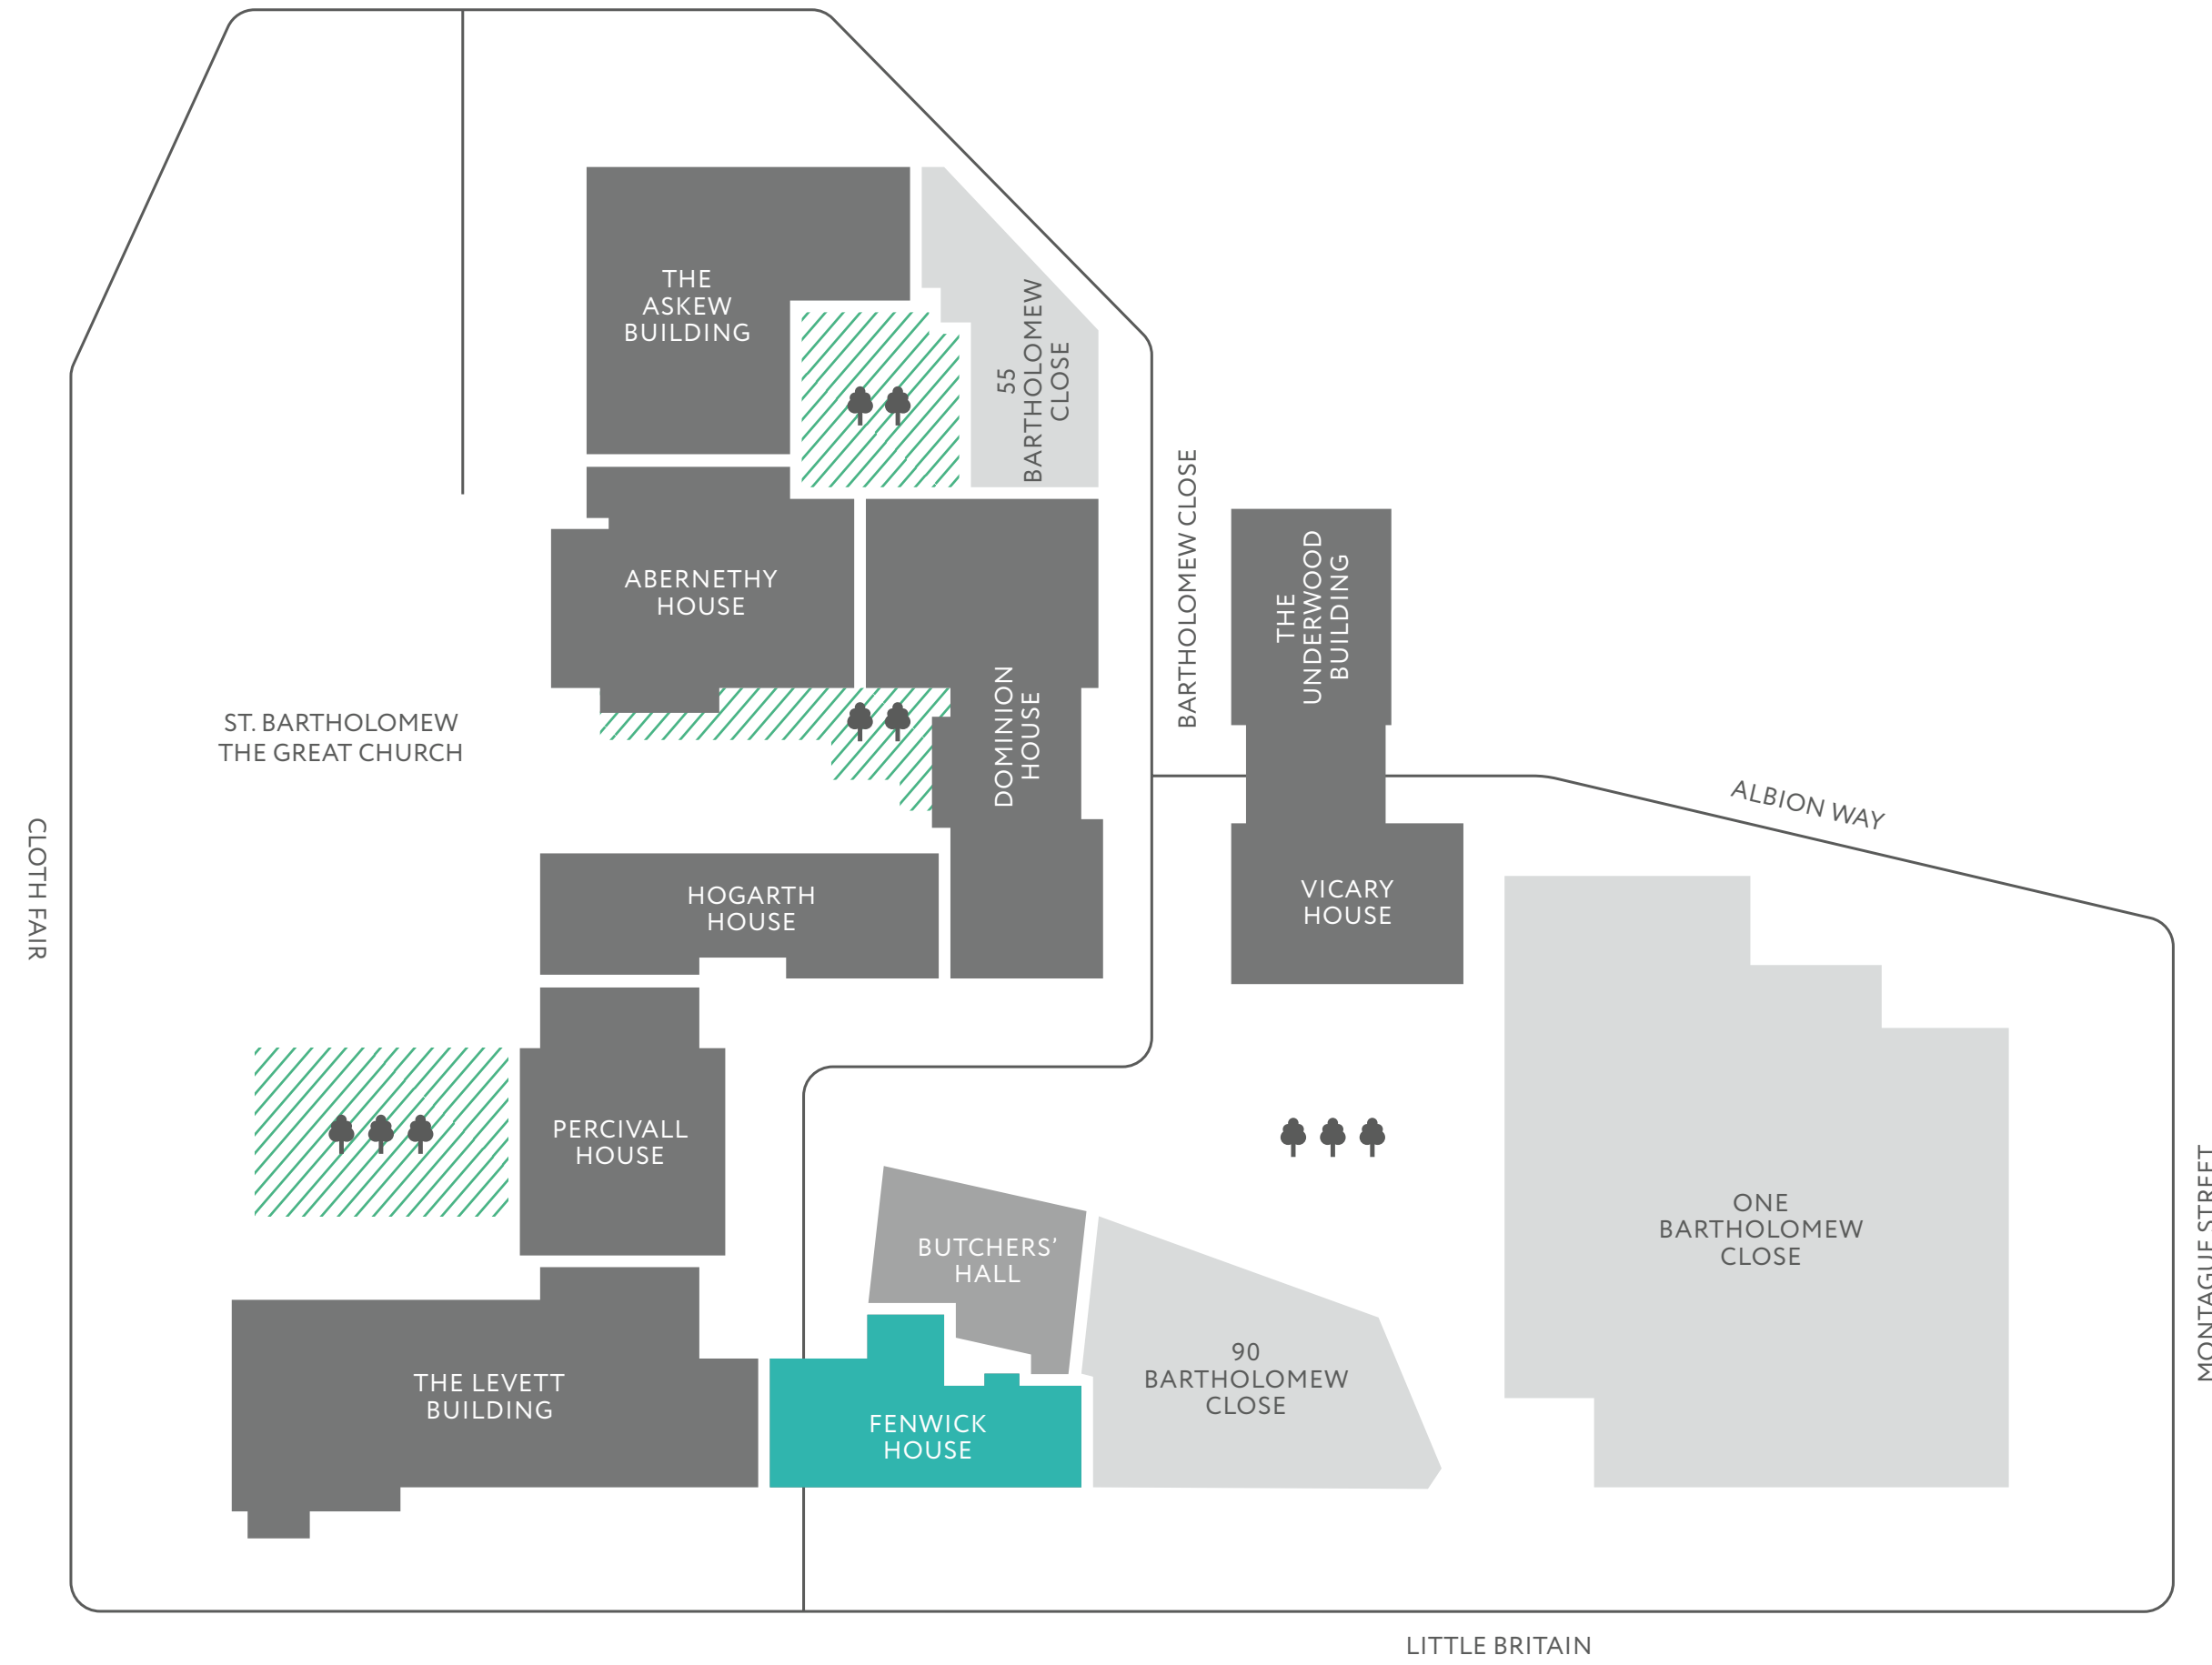 THE
ASKEW
BUILDING
55
BARTHOLOMEW
CLOSE
BARTHOLOMEW CLOSE
THE
UNDERWOOD
BUILDING
ABERNETHY
HOUSE
DOMINION
HOUSE
ST. BARTHOLOMEW
THE GREAT CHURCH
ALBION WAY
CLOTH FAIR
HOGARTH
HOUSE
VICARY
HOUSE
PERCIVALL
HOUSE
BUTCHERS’
HALL
ONE
BARTHOLOMEW
CLOSE
MONTAGUE STREET
90
BARTHOLOMEW
CLOSE
THE LEVETT
BUILDING
FENWICK
HOUSE
LITTLE BRITAIN